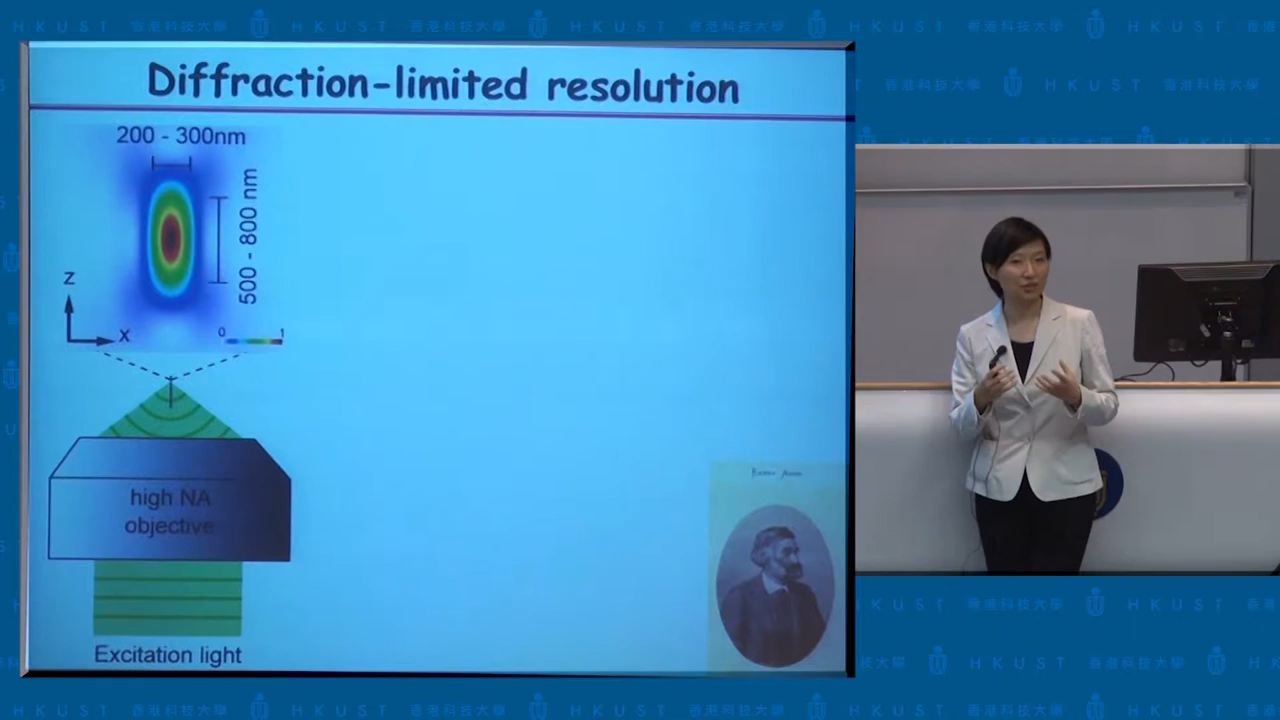 Diffraction-limited resolution
200 - 300nm
500 - 800 nm
z
x
0
1
high NA
objective
Excitation light
HKUST 香港科技大學